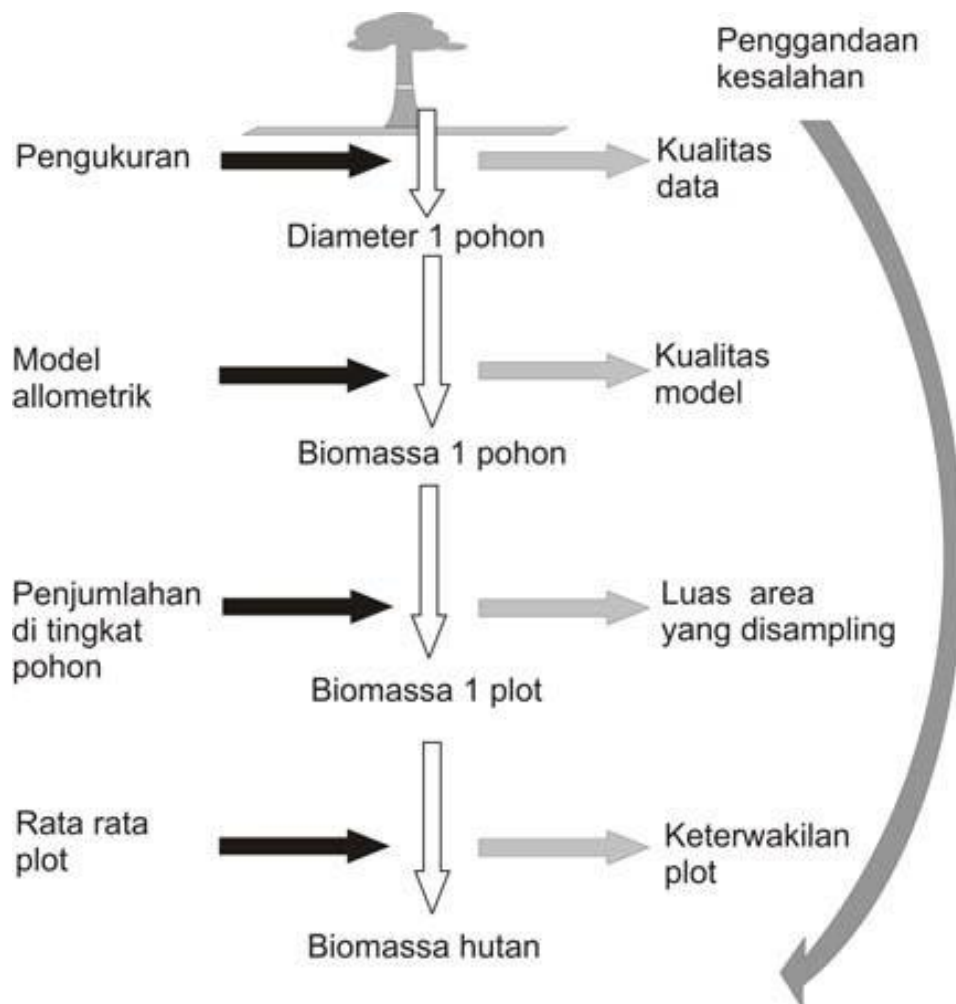 Penggandaan
kesalahan
Pengukuran
Kualitas
data
Diameter 1 pohon
Model
allometrik
Kualitas
model
Biomassa 1 pohon
Penjumlahan
di tingkat
pohon
Luas area
yang disampling
Biomassa 1 plot
Rata rata
plot
Keterwakilan
plot
Biomassa hutan